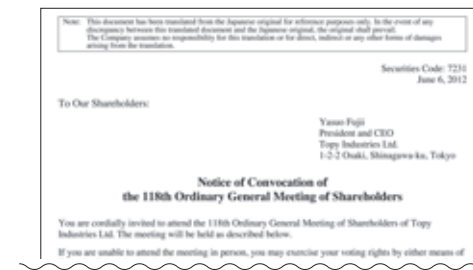 Note: This document has been translated from the Japanese original for reference purposes only. In the event of any
discrepancy between this translated document and the Japanese original, the original shall prevail.
The Company assumes no responsibility for this translation or for direct, indirect or any other forms of damages
arising from the translation.
Securities Code: 7231
June 6, 2012
To Our Shareholders:
Yasuo Fujii
President and CEO
Topy Industries Ltd.
1-2-2 Osaki, Shinagawa-ku, Tokyo
Notice of Convocation of
the 118th Ordinary General Meeting of Shareholders
You are cordially invited to attend the 118th Ordinary General Meeting of Shareholders of Topy
Industries Ltd. The meeting will be held as described below.
If you are unable to attend the meeting in person, you may exercise your voting rights by either means of